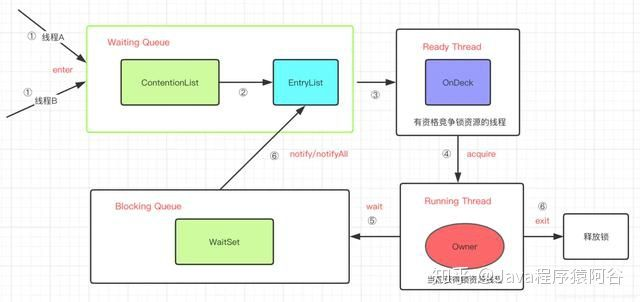 ① 线程A
enter
① 线程B
Waiting Queue
ContentionList
②
EntryList
③
Ready Thread
OnDeck
有资格竞争锁资源的线程
④ acquire
⑥ notify/notifyAll
Blocking Queue
WaitSet
wait
⑤
Running Thread
Owner
⑥
exit
释放锁
知乎 @Java程序猿阿谷